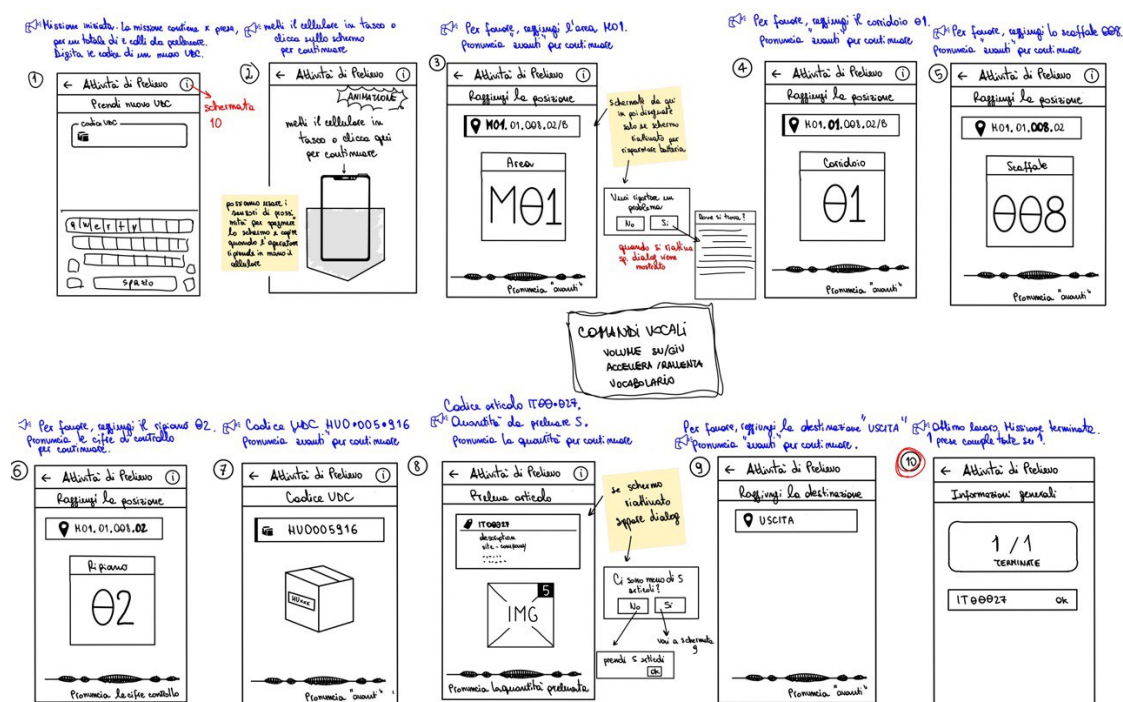 Missione iniziata. La missione contiene x prese,
per un totale di
colli da prelevare.
Digita il codice di un nuovo UDC.
1
← Attività di Prelievo i
Prendi nuovo UDC
Codice UDC
q w e r t y
spazio
schermata
10
metti il cellulare in tasco o
clicca sullo schermo
per continuare
2
← Attività di Prelievo i
ANIMAZIONE
metti il cellulare in
tasco o clicca qui
per continuare
possiamo usare i
sensori di prossi
mità per spegnere
lo schermo e capire
quando l'operatore
riprende in mano il
cellulare
Per favore, raggiungi l'area M01.
Pronuncia "avanti" per continuare
3
← Attività di Prelievo i
Raggiungi la posizione
M01.01.008.02/B
Area
M01
Pronuncia "avanti"
schermate da qui
in poi disegnate
solo se schermo
riattivato per
risparmiare batteria
Vuoi riportare un
problema
No Si
quando si riattiva
dialog viene
mostrato
Dove si trova?
Per favore, raggiungi il corridoio 01.
Pronuncia "avanti" per continuare
4
← Attività di Prelievo i
Raggiungi la posizione
M01.01.008.02/B
Corridoio
01
Pronuncia "avanti"
Per favore, raggiungi lo scaffale 008.
Pronuncia "avanti" per continuare
5
← Attività di Prelievo i
Raggiungi la posizione
M01.01.008.02
Scaffale
008
Pronuncia "avanti"
COMANDI VOCALI
VOLUME SU/GIU
ACCELLERA/RALLENTA
VOCABOLARIO
Per favore, raggiungi il ripiano 02.
Pronuncia le cifre di controllo
per continuare.
6
← Attività di Prelievo i
Raggiungi la posizione
M01.01.008.02
Ripiano
02
Pronuncia le cifre controllo
Codice UDC HU0•005•916
Pronuncia "avanti" per continuare
7
← Attività di Prelievo i
Codice UDC
HU0005916
Pronuncia "avanti"
Codice articolo IT00•027.
Quantità da prelevare 5.
Pronuncia la quantità per continuare
8
← Attività di Prelievo i
Preleva articolo
IT00027
description
site - company
5
IMG
Pronuncia la quantità prelevata
se schermo
riattivato
appare dialog
Ci sono meno di 5
articoli?
No Si
vai a schermata
9
prendi 5 articoli
ok
Per favore, raggiungi la destinazione "USCITA"
Pronuncia "avanti" per continuare.
9
← Attività di Prelievo
Raggiungi la destinazione
USCITA
Pronuncia "avanti"
Ottimo lavoro, Missione terminata.
1 prese completate su 1.
10
← Attività di Prelievo
Informazioni generali
1/1
TERMINATE
IT00027 Ok